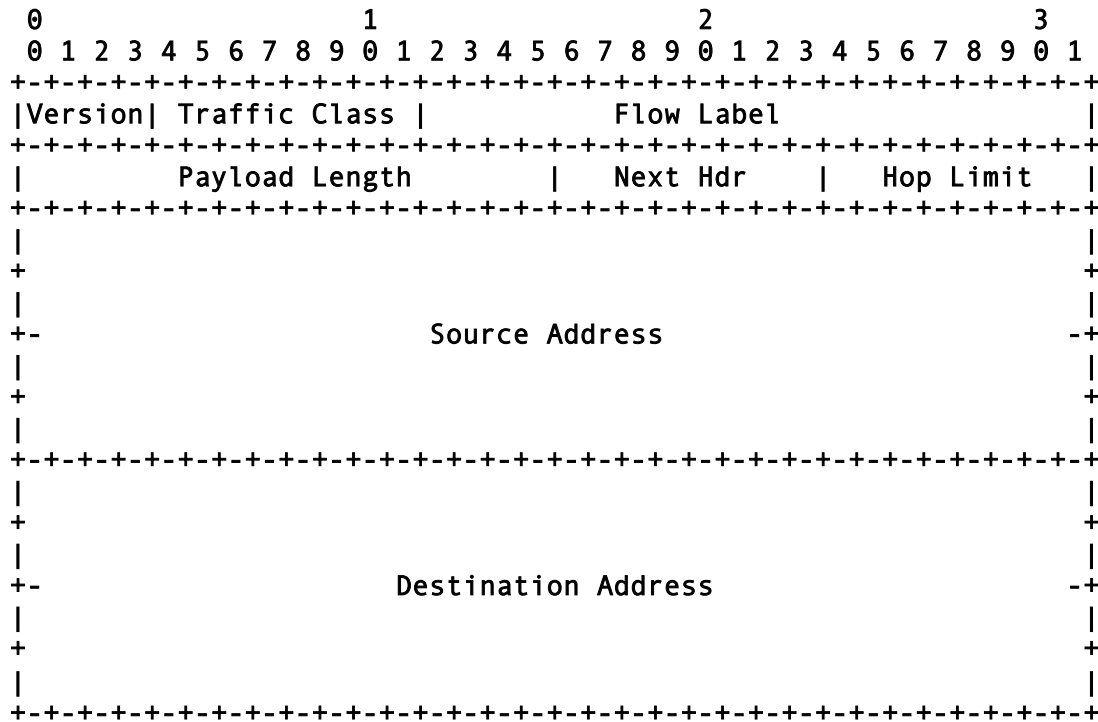 0                   1                   2                   3
 0 1 2 3 4 5 6 7 8 9 0 1 2 3 4 5 6 7 8 9 0 1 2 3 4 5 6 7 8 9 0 1
+-+-+-+-+-+-+-+-+-+-+-+-+-+-+-+-+-+-+-+-+-+-+-+-+-+-+-+-+-+-+-+-+
|Version| Traffic Class |           Flow Label                  |
+-+-+-+-+-+-+-+-+-+-+-+-+-+-+-+-+-+-+-+-+-+-+-+-+-+-+-+-+-+-+-+-+
|         Payload Length        |   Next Hdr    |   Hop Limit   |
+-+-+-+-+-+-+-+-+-+-+-+-+-+-+-+-+-+-+-+-+-+-+-+-+-+-+-+-+-+-+-+-+
|                                                               |
+                                                               +
|                                                               |
+-                       Source Address                        -+
|                                                               |
+                                                               +
|                                                               |
+-+-+-+-+-+-+-+-+-+-+-+-+-+-+-+-+-+-+-+-+-+-+-+-+-+-+-+-+-+-+-+-+
|                                                               |
+                                                               +
|                                                               |
+-                     Destination Address                     -+
|                                                               |
+                                                               +
|                                                               |
+-+-+-+-+-+-+-+-+-+-+-+-+-+-+-+-+-+-+-+-+-+-+-+-+-+-+-+-+-+-+-+-+